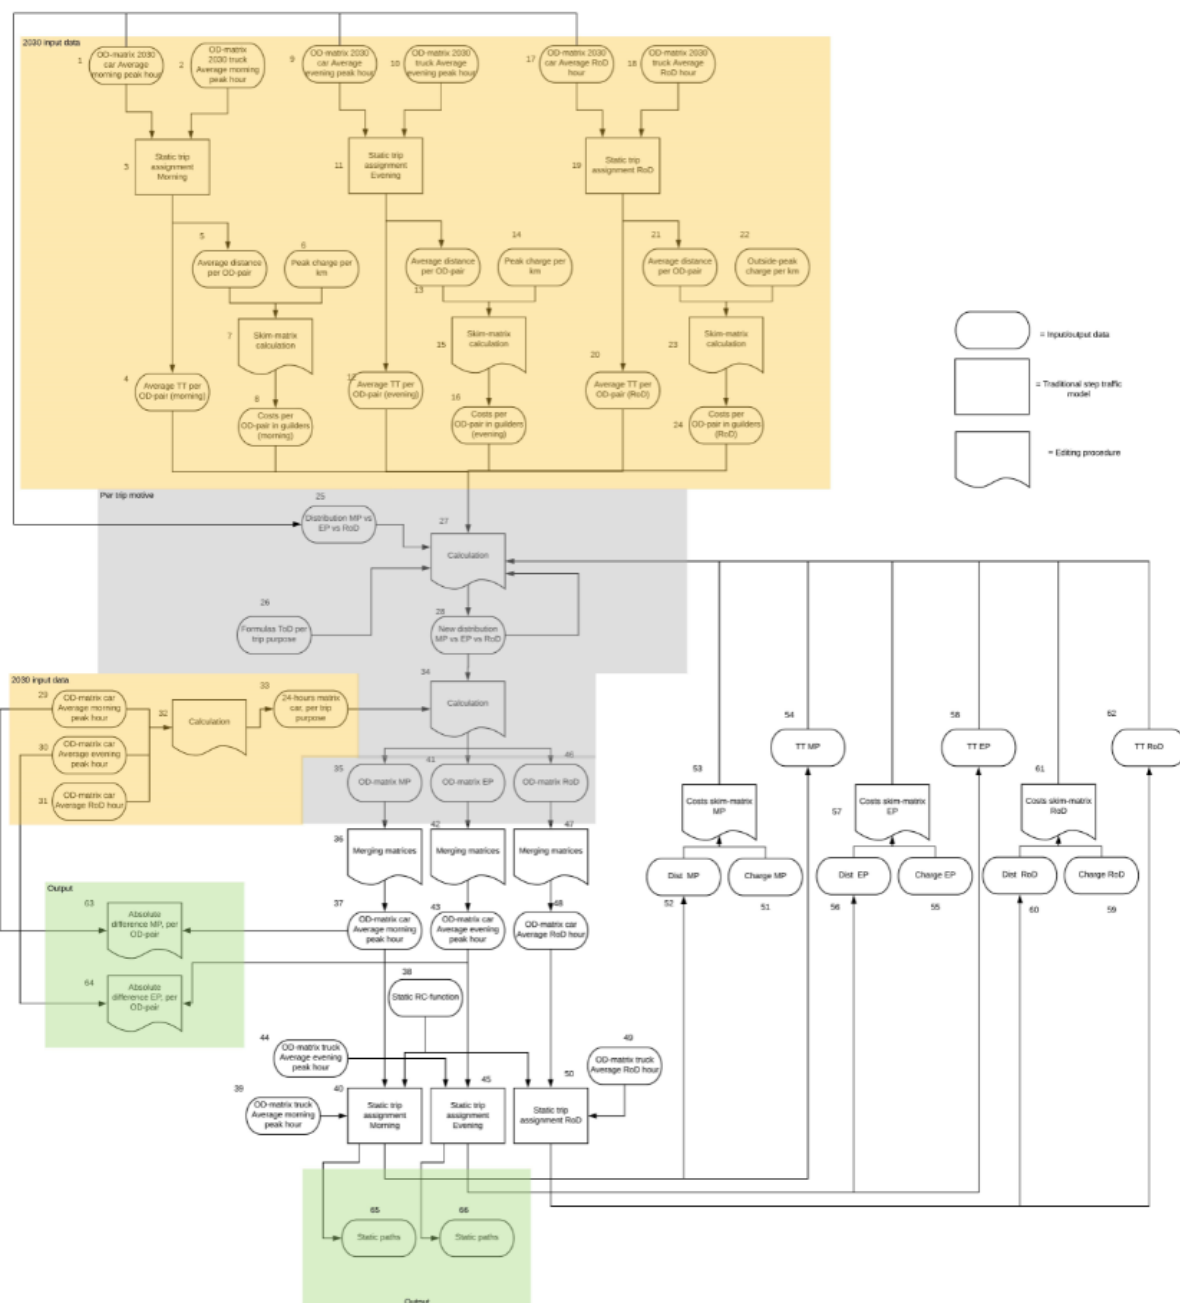 2030 input data
1
OD-matrix 2030
car Average
morning peak hour
2
OD-matrix
2030 truck
Average morning
peak hour
9
OD-matrix 2030
car Average
evening peak hour
10
OD-matrix 2030
truck Average
evening peak hour
17
OD-matrix 2030
car Average RoD
hour
18
OD-matrix 2030
truck Average
RoD hour
3
Static trip
assignment
Morning
11
Static trip
assignment
Evening
19
Static trip
assignment RoD
5
Average distance
per OD-pair
6
Peak charge per
km
13
Average distance
per OD-pair
14
Peak charge per
km
21
Average distance
per OD-pair
22
Outside-peak
charge per km
7
Skim-matrix
calculation
15
Skim-matrix
calculation
23
Skim-matrix
calculation
4
Average TT per
OD-pair (morning)
8
Costs per
OD-pair in guilders
(morning)
12
Average TT per
OD-pair (evening)
16
Costs per
OD-pair in guilders
(evening)
20
Average TT per
OD-pair (RoD)
24
Costs per
OD-pair in guilders
(RoD)
= Input/output data
= Traditional step traffic
model
= Editing procedure
Per trip motive
25
Distribution MP vs
EP vs RoD
27
Calculation
26
Formulas ToD per
trip purpose
28
New distribution
MP vs EP vs RoD
2030 input data
29
OD-matrix car
Average morning
peak hour
30
OD-matrix car
Average evening
peak hour
31
OD-matrix car
Average RoD hour
32
Calculation
33
24-hours matrix
car, per trip
purpose
34
Calculation
35
OD-matrix MP
41
OD-matrix EP
46
OD-matrix RoD
36
Merging matrices
42
Merging matrices
47
Merging matrices
37
OD-matrix car
Average morning
peak hour
43
OD-matrix car
Average evening
peak hour
48
OD-matrix car
Average RoD hour
54
TT MP
58
TT EP
62
TT RoD
53
Costs skim-matrix
MP
57
Costs skim-matrix
EP
61
Costs skim-matrix
RoD
Dist MP
52
Charge MP
51
Dist EP
56
Charge EP
55
Dist RoD
60
Charge RoD
59
Output
63
Absolute
difference MP, per
OD-pair
64
Absolute
difference EP, per
OD-pair
38
Static RC-function
44
OD-matrix truck
Average evening
peak hour
49
OD-matrix truck
Average RoD hour
39
OD-matrix truck
Average morning
peak hour
40
Static trip
assignment
Morning
45
Static trip
assignment
Evening
50
Static trip
assignment RoD
65
Static paths
66
Static paths
Output